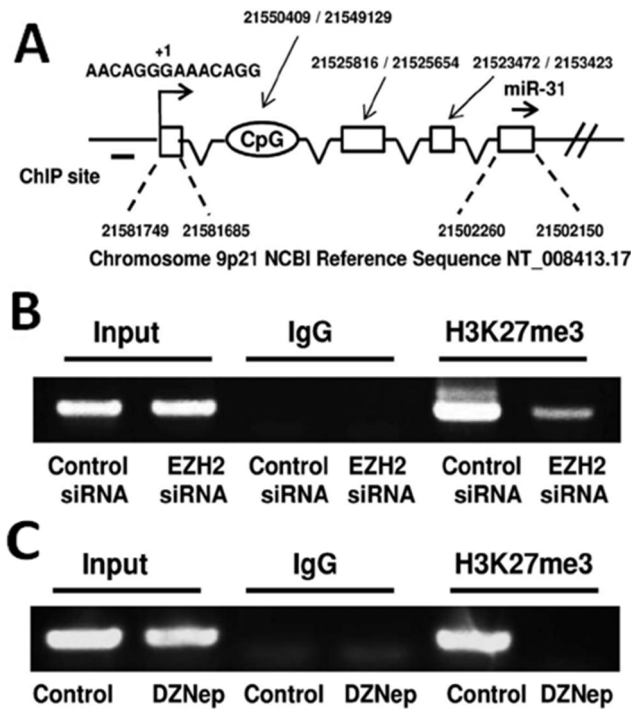 A
21550409 / 21549129
+1
AACAGGGAAACAGG
21525816 / 21525654
21523472 / 2153423
miR-31
CpG
ChIP site
21581749 21581685
21502260 21502150
Chromosome 9p21 NCBI Reference Sequence NT_008413.17
B
Input IgG H3K27me3
Control EZH2 Control EZH2 Control EZH2
siRNA siRNA siRNA siRNA siRNA siRNA
C
Input IgG H3K27me3
Control DZNep Control DZNep Control DZNep